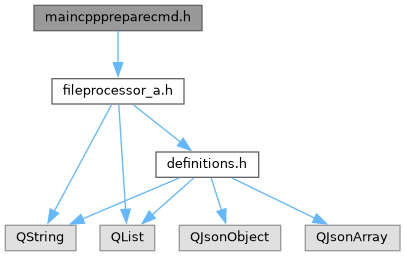 maincpppreparecmd.h
fileprocessor_a.h
definitions.h
QString
QList
QJsonObject
QJsonArray